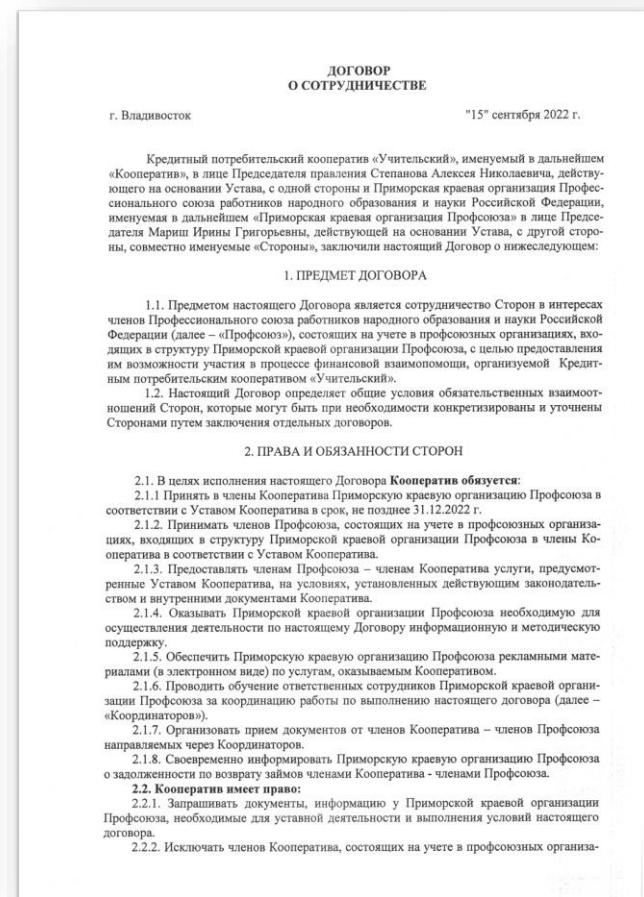 ДОГОВОР
О СОТРУДНИЧЕСТВЕ
г. Владивосток "15" сентября 2022 г.
Кредитный потребительский кооператив «Учительский», именуемый в дальнейшем
«Кооператив», в лице Председателя правления Степанова Алексея Николаевича, действу-
ющего на основании Устава, с одной стороны и Приморская краевая организация Профес-
сионального союза работников народного образования и науки Российской Федерации,
именуемая в дальнейшем «Приморская краевая организация Профсоюза» в лице Предсе-
дателя Мариш Ирины Григорьевны, действующей на основании Устава, с другой сторо-
ны, совместно именуемые «Стороны», заключили настоящий Договор о нижеследующем:
1. ПРЕДМЕТ ДОГОВОРА
1.1. Предметом настоящего Договора является сотрудничество Сторон в интересах
членов Профессионального союза работников народного образования и науки Российской
Федерации (далее – «Профсоюз»), состоящих на учете в профсоюзных организациях, вхо-
дящих в структуру Приморской краевой организации Профсоюза, с целью предоставления
им возможности участия в процессе финансовой взаимопомощи, организуемой Кредит-
ным потребительским кооперативом «Учительский».
1.2. Настоящий Договор определяет общие условия обязательственных взаимоот-
ношений Сторон, которые могут быть при необходимости конкретизированы и уточнены
Сторонами путем заключения отдельных договоров.
2. ПРАВА И ОБЯЗАННОСТИ СТОРОН
2.1. В целях исполнения настоящего Договора Кооператив обязуется:
2.1.1 Принять в члены Кооператива Приморскую краевую организацию Профсоюза в
соответствии с Уставом Кооператива в срок, не позднее 31.12.2022 г.
2.1.2. Принимать членов Профсоюза, состоящих на учете в профсоюзных организа-
циях, входящих в структуру Приморской краевой организации Профсоюза в члены Ко-
оператива в соответствии с Уставом Кооператива.
2.1.3. Предоставлять членам Профсоюза – членам Кооператива услуги, предусмот-
ренные Уставом Кооператива, на условиях, установленных действующим законодатель-
ством и внутренними документами Кооператива.
2.1.4. Оказывать Приморской краевой организации Профсоюза необходимую для
осуществления деятельности по настоящему Договору информационную и методическую
поддержку.
2.1.5. Обеспечить Приморскую краевую организацию Профсоюза рекламными мате-
риалами (в электронном виде) по услугам, оказываемым Кооперативом.
2.1.6. Проводить обучение ответственных сотрудников Приморской краевой органи-
зации Профсоюза за координацию работы по выполнению настоящего договора (далее –
«Координаторов»).
2.1.7. Организовать прием документов от членов Кооператива – членов Профсоюза
направляемых через Координаторов.
2.1.8. Своевременно информировать Приморскую краевую организацию Профсоюза
о задолженности по возврату займов членами Кооператива - членами Профсоюза.
2.2. Кооператив имеет право:
2.2.1. Запрашивать документы, информацию у Приморской краевой организации
Профсоюза, необходимые для уставной деятельности и выполнения условий настоящего
договора.
2.2.2. Исключать членов Кооператива, состоящих на учете в профсоюзных организа-